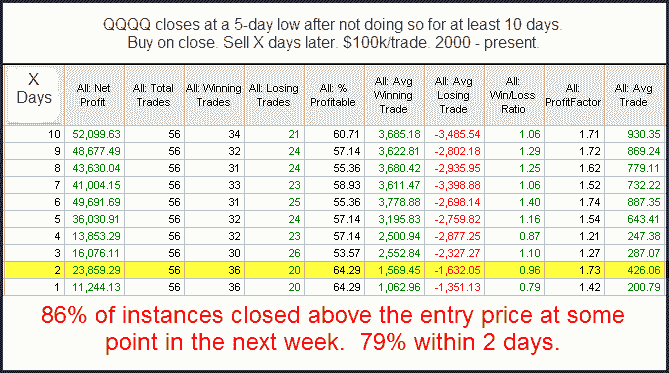 QQQQ closes at a 5-day low after not doing so for at least 10 days.
Buy on close. Sell X days later. $100k/trade. 2000 - present.
X Days All: Net Profit All: Total Trades All: Winning Trades All: Losing Trades All: % Profitable All: Avg Winning Trade All: Avg Losing Trade All: Win/Loss Ratio All: ProfitFactor All: Avg Trade
10 52,099.63 56 34 21 60.71 3,685.18 -3,485.54 1.06 1.71 930.35
9 48,677.49 56 32 24 57.14 3,622.81 -2,802.18 1.29 1.72 869.24
8 43,630.04 56 31 24 55.36 3,680.42 -2,935.95 1.25 1.62 779.11
7 41,004.15 56 33 23 58.93 3,611.47 -3,398.88 1.06 1.52 732.22
6 49,691.69 56 31 25 55.36 3,778.88 -2,698.14 1.40 1.74 887.35
5 36,030.91 56 32 24 57.14 3,195.83 -2,759.82 1.16 1.54 643.41
4 13,853.29 56 32 24 57.14 2,500.94 -2,877.25 0.87 1.21 247.38
3 16,076.11 56 30 26 53.57 2,552.84 -2,327.27 1.10 1.27 287.07
2 23,859.29 56 36 20 64.29 1,569.45 -1,632.05 0.96 1.73 426.06
1 11,244.13 56 36 20 64.29 1,062.96 -1,351.13 0.79 1.42 200.79
86% of instances closed above the entry price at some
point in the next week. 79% within 2 days.